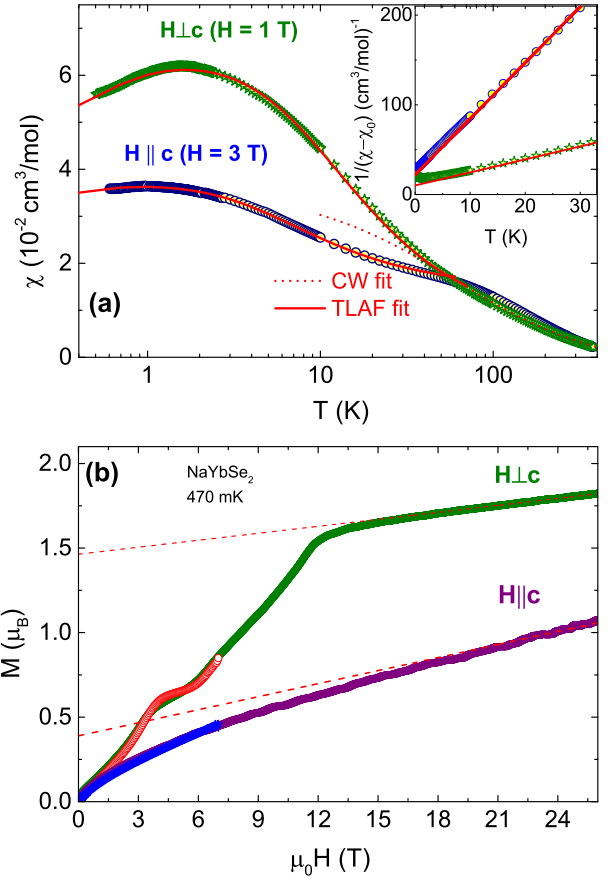 H⊥c (H = 1 T)
H || c (H = 3 T)
χ (10⁻² cm³/mol)
6
4
2
0
(a)
CW fit
TLAF fit
1
10
100
T (K)
1/(χ−χ₀) (cm³/mol)⁻¹
200
100
0
0
10
20
30
T (K)
(b)
NaYbSe₂
470 mK
H⊥c
H||c
M (μ_B)
2.0
1.5
1.0
0.5
0.0
0
3
6
9
12
15
18
21
24
μ₀H (T)